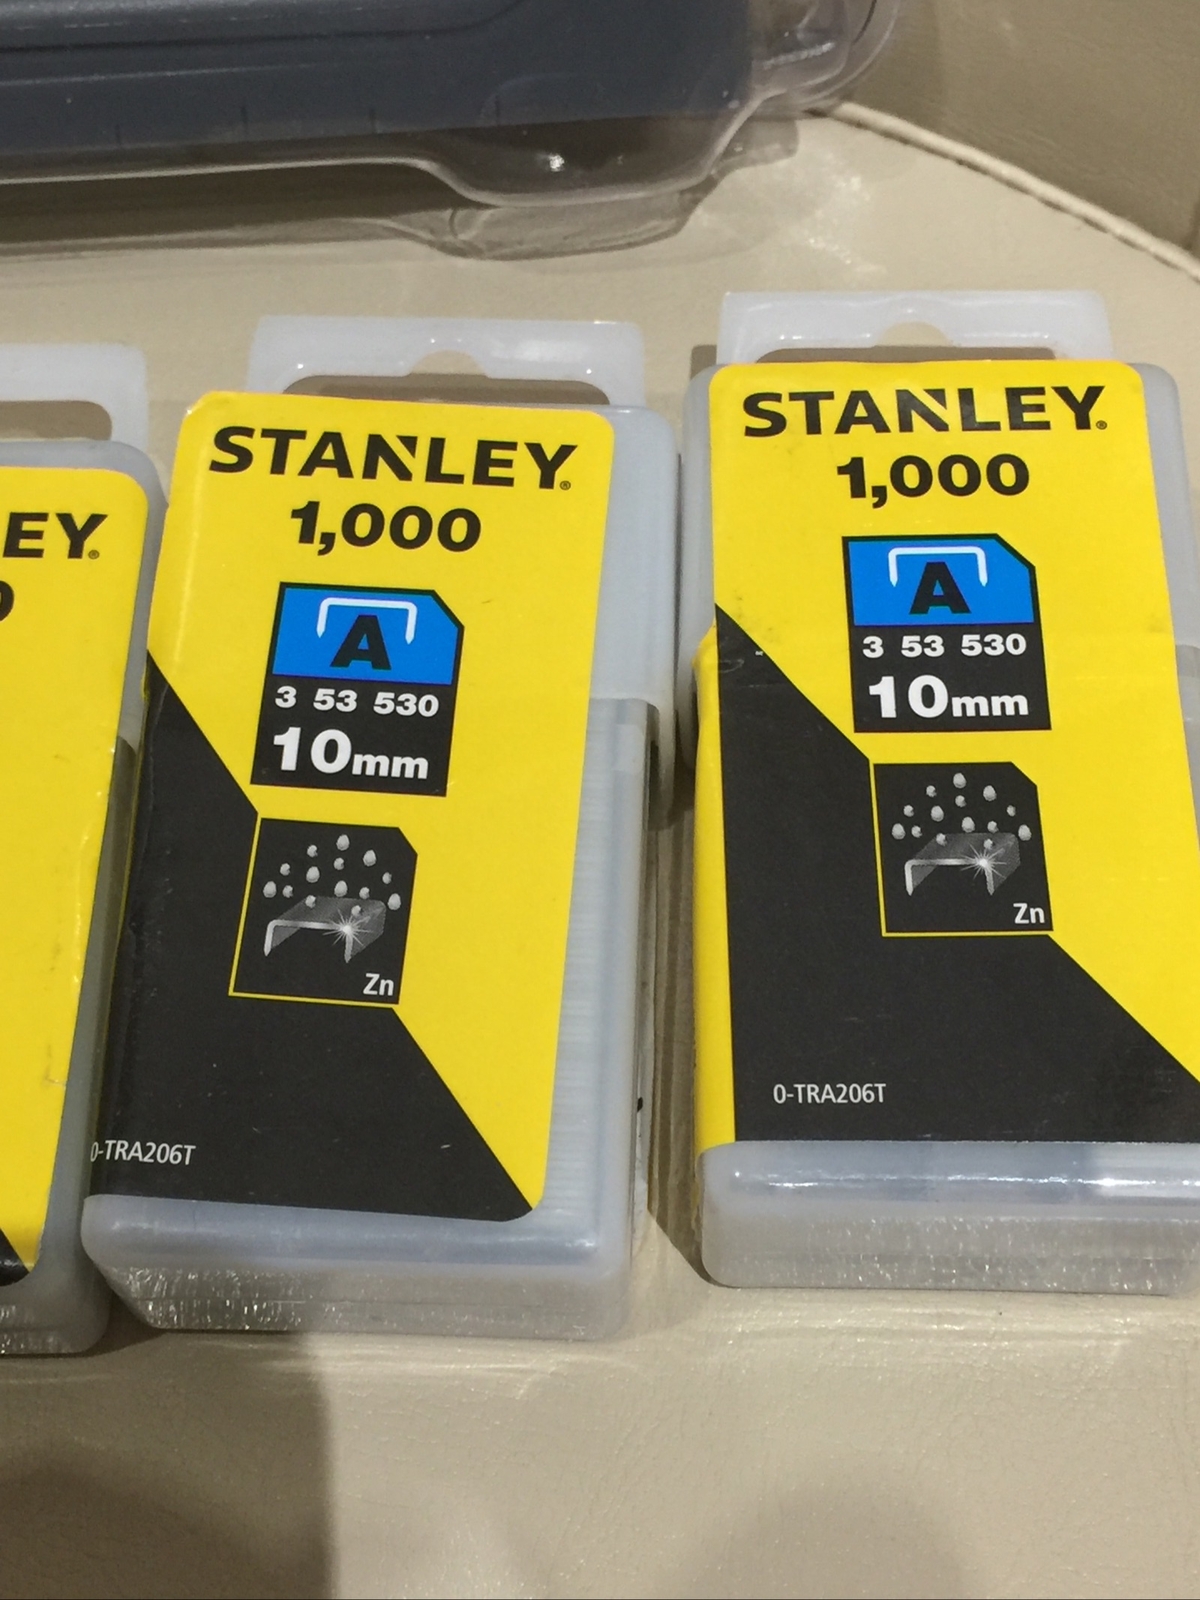 EY®
STANLEY®
1,000
A
3 53 530
10mm
Zn
0-TRA206T
STANLEY®
1,000
A
3 53 530
10mm
Zn
0-TRA206T